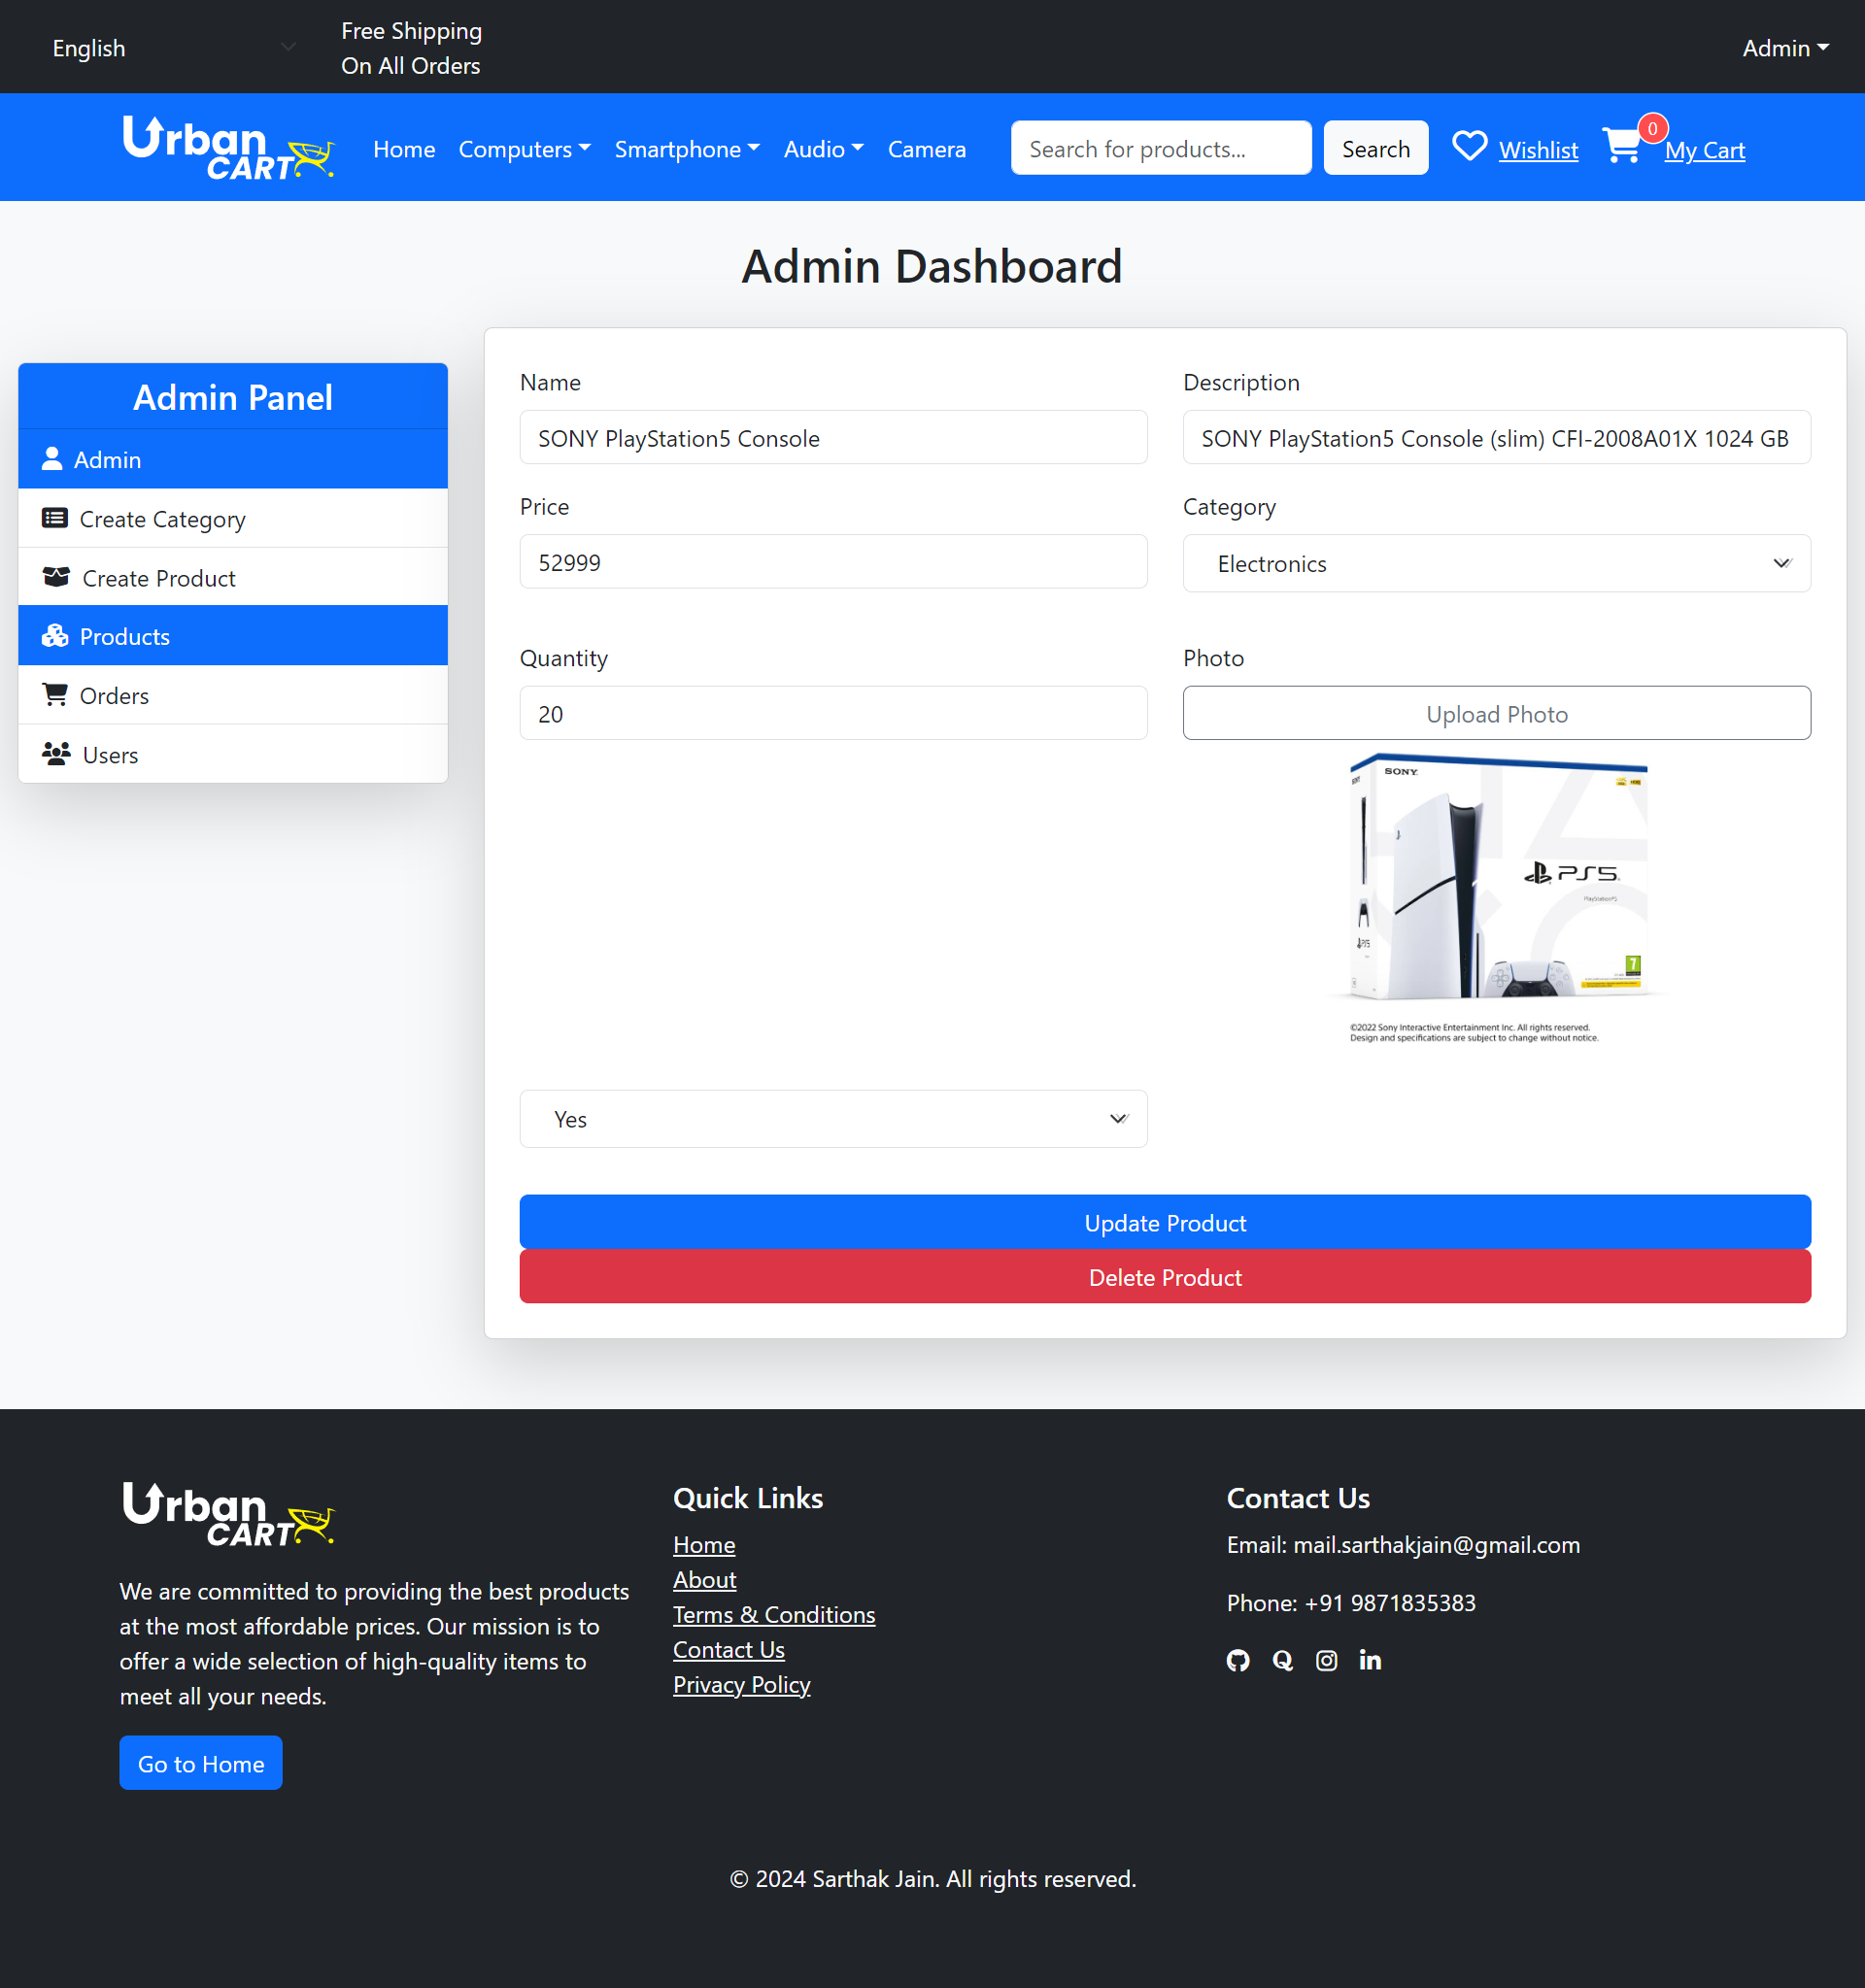 English
Free Shipping
On All Orders
Admin
Urban
CART
Home
Computers
Smartphone
Audio
Camera
Search for products...
Search
Wishlist
0
My Cart
Admin Dashboard
Admin Panel
Admin
Create Category
Create Product
Products
Orders
Users
Name
Description
SONY PlayStation5 Console
SONY PlayStation5 Console (slim) CFI-2008A01X 1024 GB
Price
Category
52999
Electronics
Quantity
Photo
20
Upload Photo
SONY
PS5
PlayStation5
7
©2022 Sony Interactive Entertainment Inc. All rights reserved.
Design and specifications are subject to change without notice.
Yes
Update Product
Delete Product
Urban
CART
We are committed to providing the best products
at the most affordable prices. Our mission is to
offer a wide selection of high-quality items to
meet all your needs.
Go to Home
Quick Links
Home
About
Terms & Conditions
Contact Us
Privacy Policy
Contact Us
Email: mail.sarthakjain@gmail.com
Phone: +91 9871835383
© 2024 Sarthak Jain. All rights reserved.